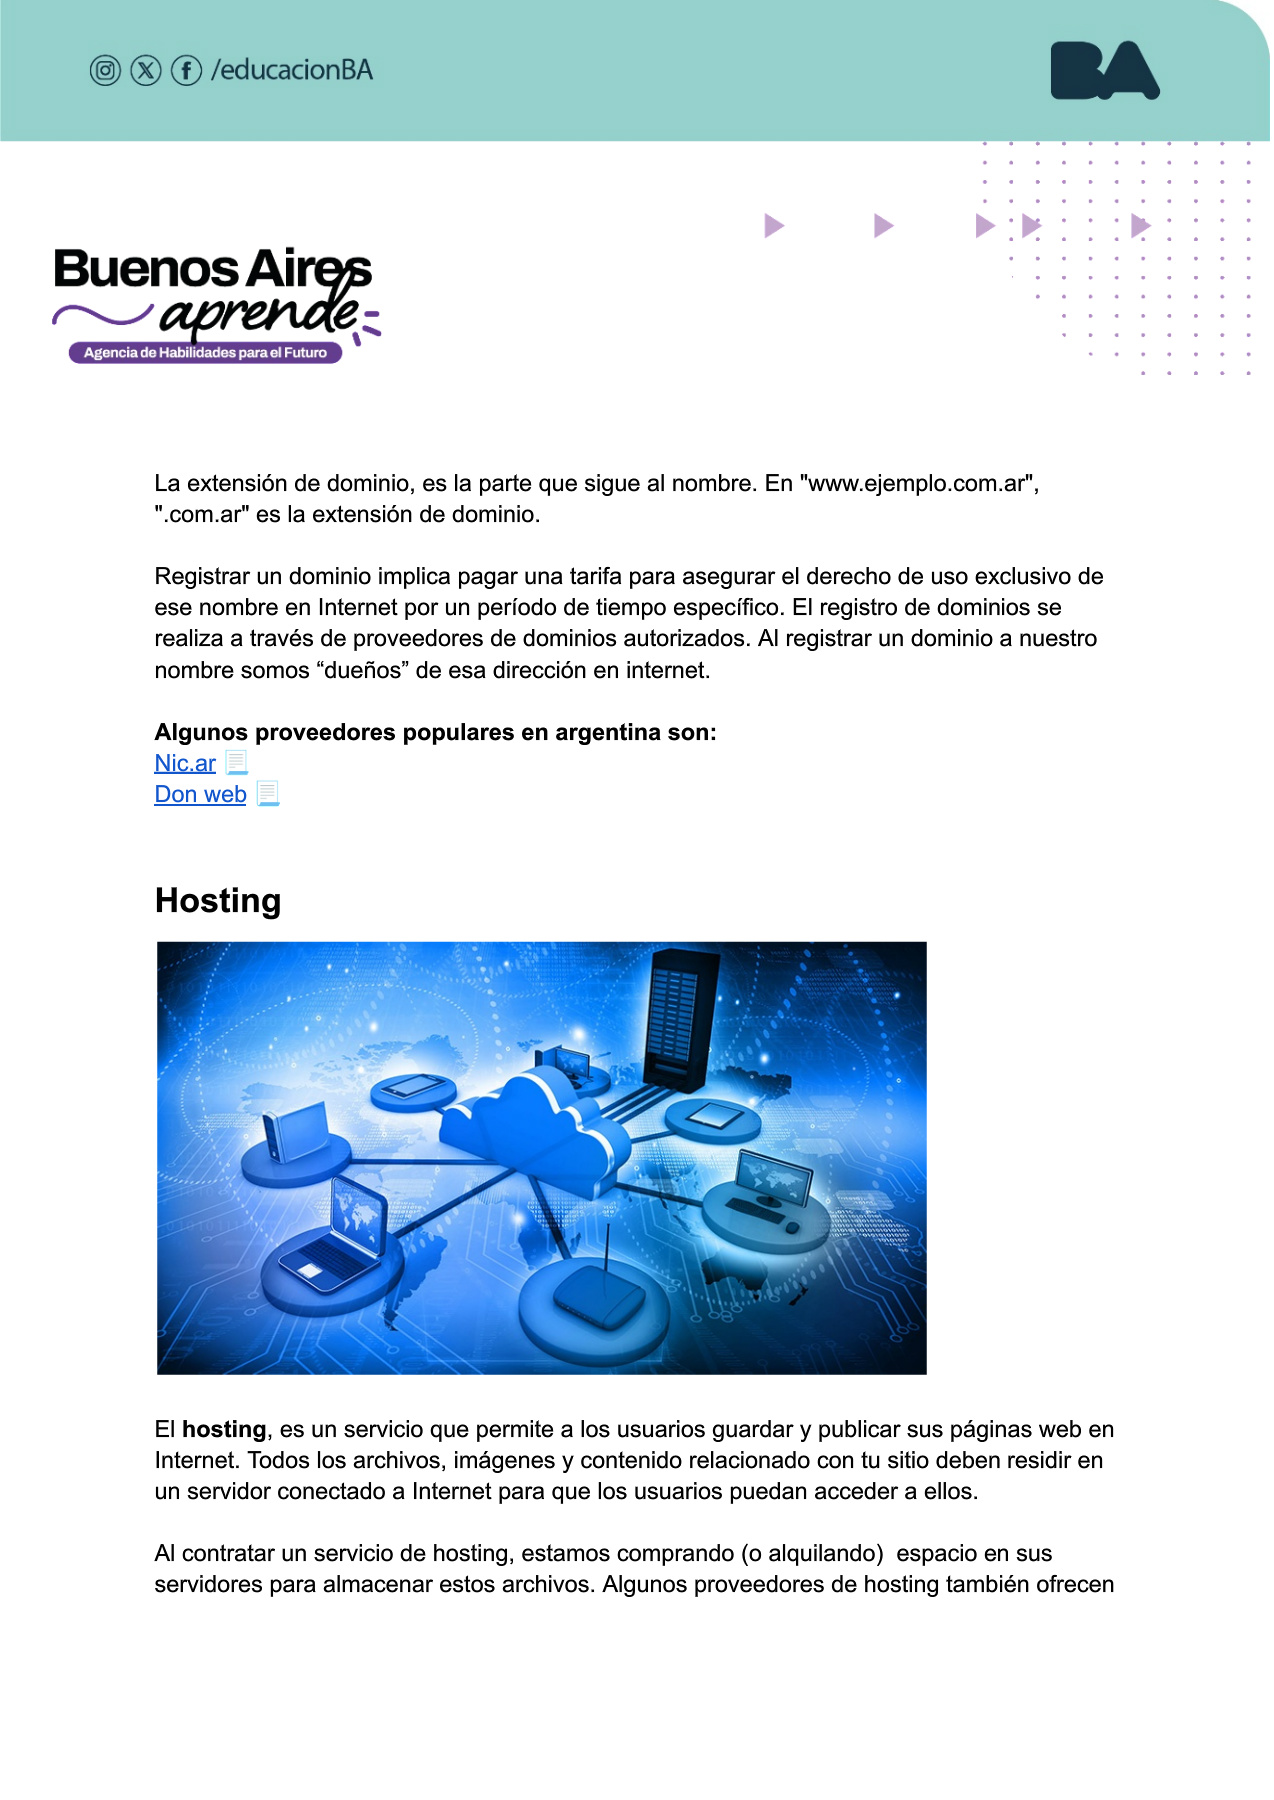 /educacionBA
BA
Buenos Aires
aprende
Agencia de Habilidades para el Futuro
La extensión de dominio, es la parte que sigue al nombre. En "www.ejemplo.com.ar",
".com.ar" es la extensión de dominio.
Registrar un dominio implica pagar una tarifa para asegurar el derecho de uso exclusivo de
ese nombre en Internet por un período de tiempo específico. El registro de dominios se
realiza a través de proveedores de dominios autorizados. Al registrar un dominio a nuestro
nombre somos “dueños” de esa dirección en internet.
Algunos proveedores populares en argentina son:
Nic.ar
Don web
Hosting
El hosting, es un servicio que permite a los usuarios guardar y publicar sus páginas web en
Internet. Todos los archivos, imágenes y contenido relacionado con tu sitio deben residir en
un servidor conectado a Internet para que los usuarios puedan acceder a ellos.
Al contratar un servicio de hosting, estamos comprando (o alquilando)  espacio en sus
servidores para almacenar estos archivos. Algunos proveedores de hosting también ofrecen